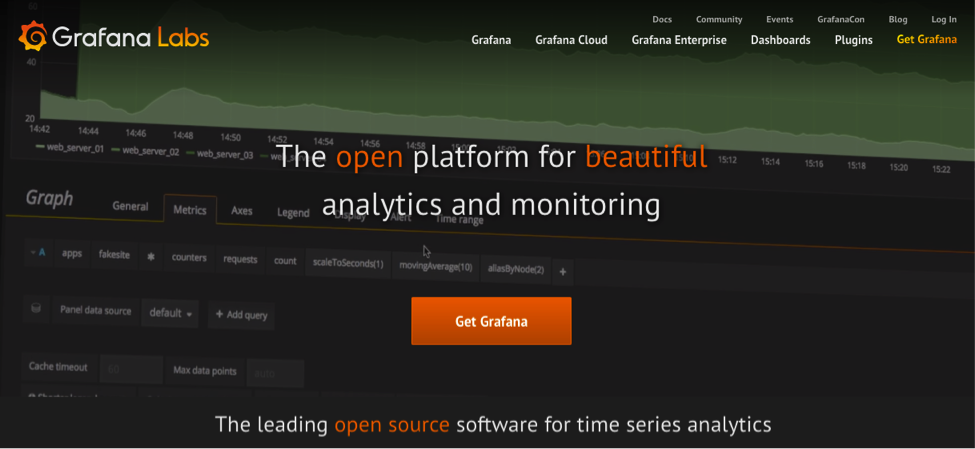 60
Docs Community Events GrafanaCon Blog Log In
Grafana Labs
Grafana Grafana Cloud Grafana Enterprise Dashboards Plugins Get Grafana
40
20
14:42 14:44 14:46 14:48 14:50 14:52 14:54 14:56 14:58 15:00 15:02 15:12 15:14 15:16 15:18 15:20 15:22
web_server_01 web_server_02 web_server_03
The open platform for beautiful
analytics and monitoring
Graph General Metrics Axes Legend Display Alert Time range
A apps fakesite * counters requests count scaleToSeconds(1) movingAverage(10) aliasByNode(2) +
Panel data source default + Add query
Get Grafana
Cache timeout 60 Max data points auto
The leading open source software for time series analytics